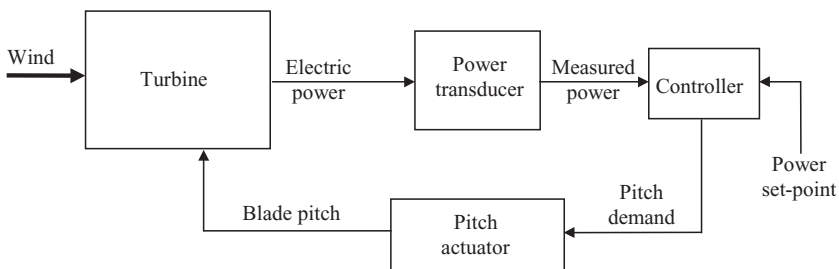 Wind
Turbine
Electric
power
Power
transducer
Measured
power
Controller
Power
set-point
Pitch
demand
Pitch
actuator
Blade pitch